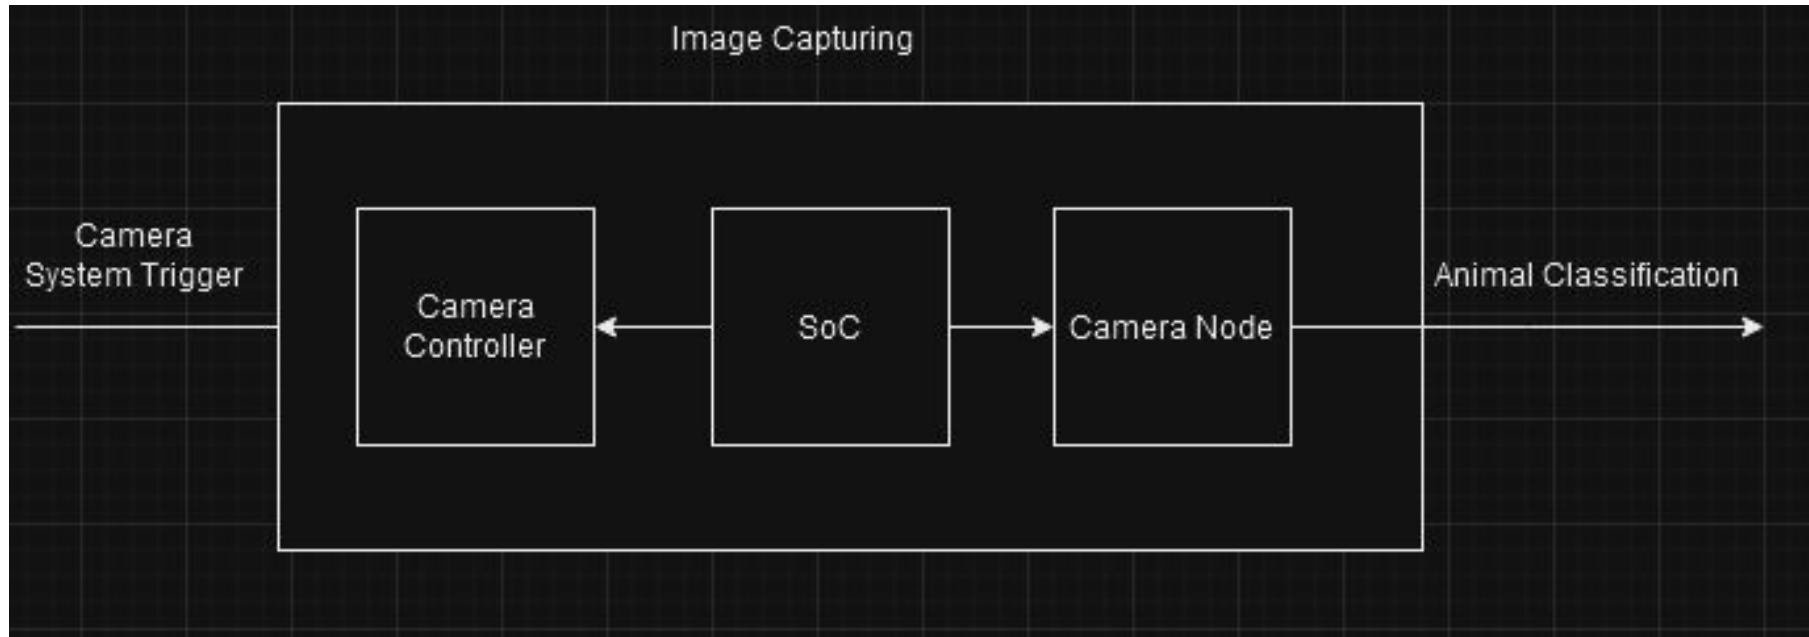 Image Capturing
Camera
System Trigger
Camera
Controller
SoC
Camera Node
Animal Classification